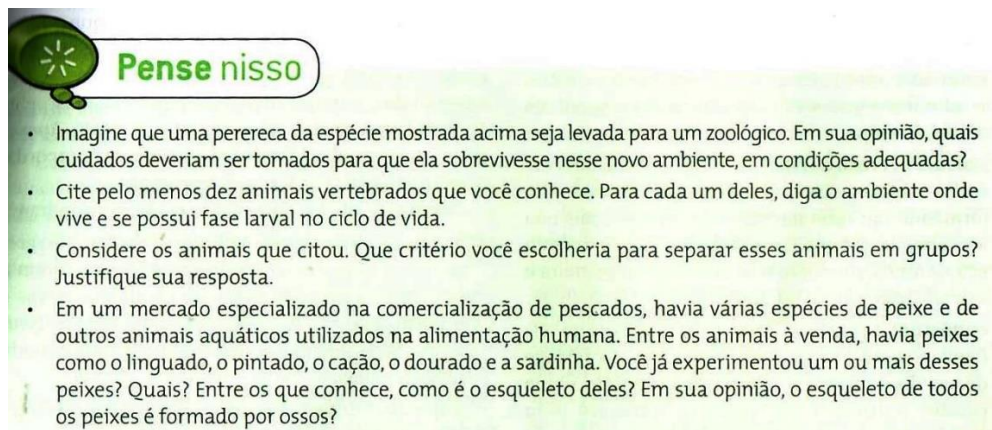 Pense nisso
• Imagine que uma perereca da espécie mostrada acima seja levada para um zoológico. Em sua opinião, quais
cuidados deveriam ser tomados para que ela sobrevivesse nesse novo ambiente, em condições adequadas?
• Cite pelo menos dez animais vertebrados que você conhece. Para cada um deles, diga o ambiente onde
vive e se possui fase larval no ciclo de vida.
• Considere os animais que citou. Que critério você escolheria para separar esses animais em grupos?
Justifique sua resposta.
• Em um mercado especializado na comercialização de pescados, havia várias espécies de peixe e de
outros animais aquáticos utilizados na alimentação humana. Entre os animais à venda, havia peixes
como o linguado, o pintado, o cação, o dourado e a sardinha. Você já experimentou um ou mais desses
peixes? Quais? Entre os que conhece, como é o esqueleto deles? Em sua opinião, o esqueleto de todos
os peixes é formado por ossos?